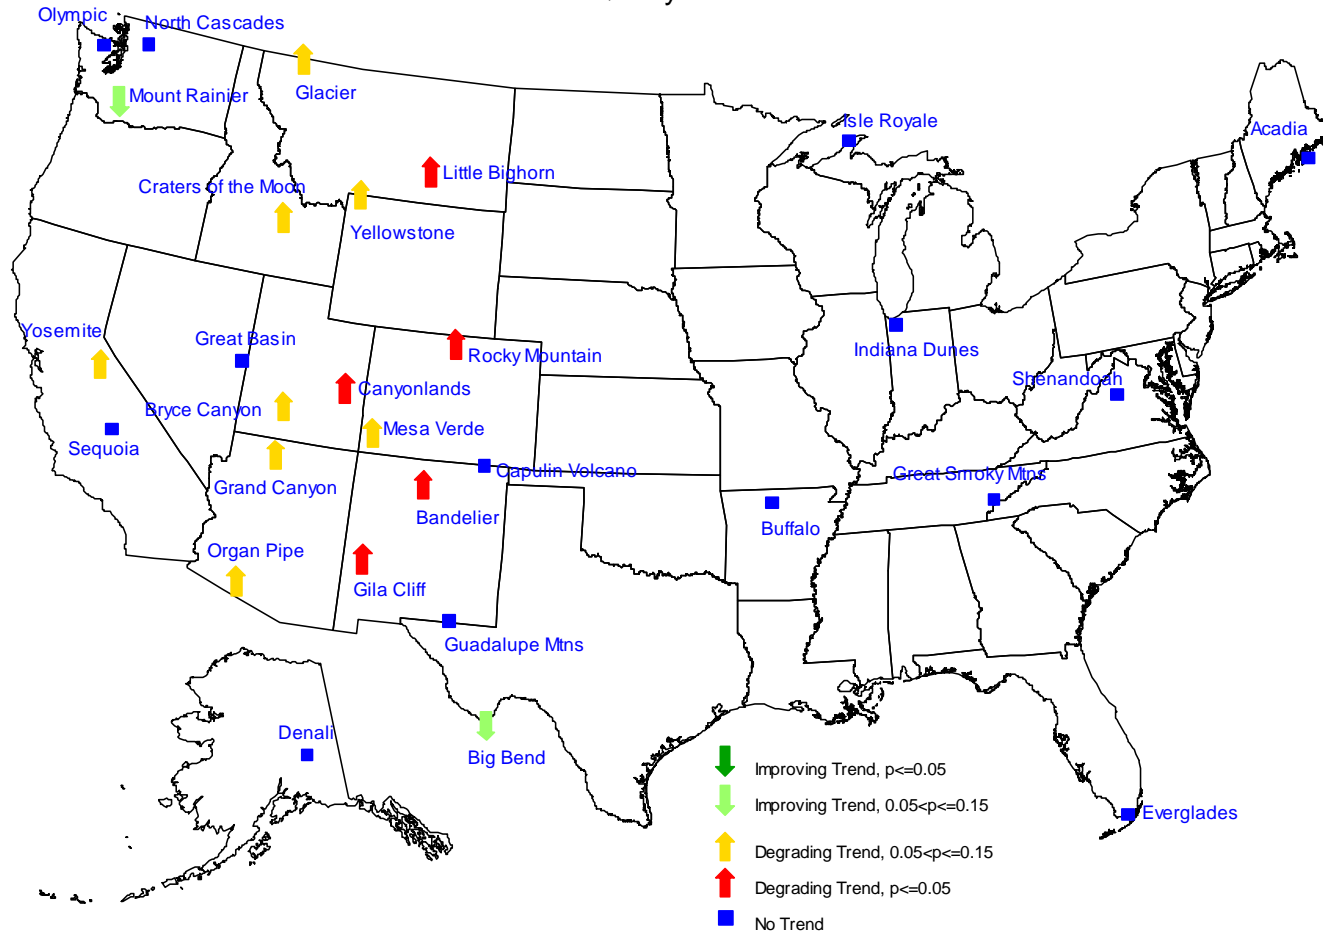 Olympic
North Cascades
Mount Rainier
Glacier
Isle Royale
Acadia
Little Bighorn
Craters of the Moon
Yellowstone
Yosemite
Great Basin
Rocky Mountain
Indiana Dunes
Canyonlands
Shenandoah
Bryce Canyon
Mesa Verde
Sequoia
Capulin Volcano
Great Smoky Mtns
Grand Canyon
Bandelier
Buffalo
Organ Pipe
Gila Cliff
Guadalupe Mtns
Denali
Big Bend
Everglades
Improving Trend, p<=0.05
Improving Trend, 0.05<p<=0.15
Degrading Trend, 0.05<p<=0.15
Degrading Trend, p<=0.05
No Trend